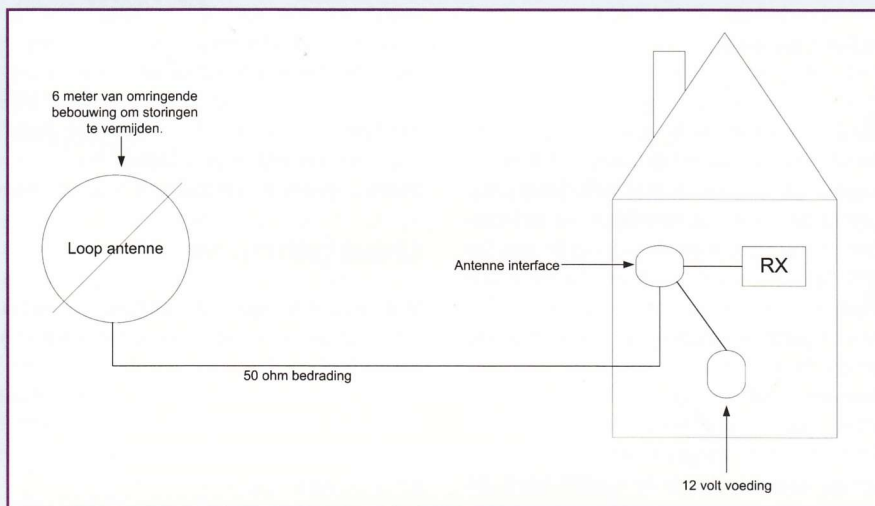 6 meter van omringende
bebouwing om storingen
te vermijden.
Loop antenne
Antenne interface
RX
50 ohm bedrading
12 volt voeding